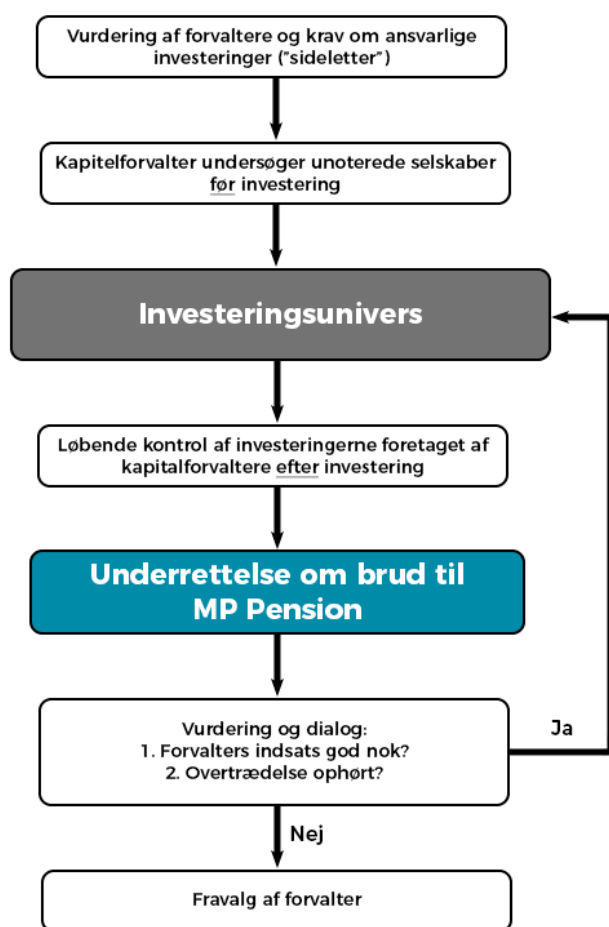 Vurdering af forvaltere og krav om ansvarlige
investeringer ("sideletter")
Kapitelforvalter undersøger unoterede selskaber
før investering
Investeringsunivers
Løbende kontrol af investeringerne foretaget af
kapitalforvaltere efter investering
Underrettelse om brud til
MP Pension
Vurdering og dialog:
1. Forvalters indsats god nok?
2. Overtrædelse ophørt?
Ja
Nej
Fravalg af forvalter